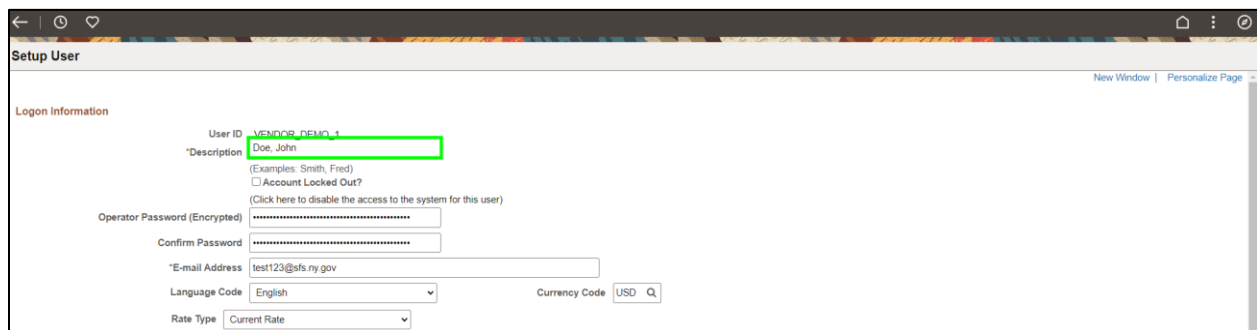 Setup User
New Window | Personalize Page
Logon Information
User ID VENDOR_DEMO_1
*Description Doe, John
(Examples: Smith, Fred)
Account Locked Out?
(Click here to disable the access to the system for this user)
Operator Password (Encrypted) ••••••••••••••••••••••••••••••••••••••••••••••••
Confirm Password ••••••••••••••••••••••••••••••••••••••••••••••••
*E-mail Address test123@sfs.ny.gov
Language Code English Currency Code USD
Rate Type Current Rate